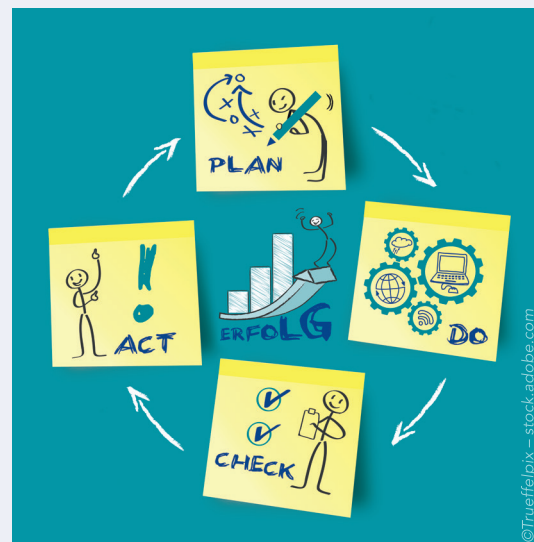 PLAN
DO
CHECK
ACT
ERFOLG
©Trueffelpix – stock.adobe.com